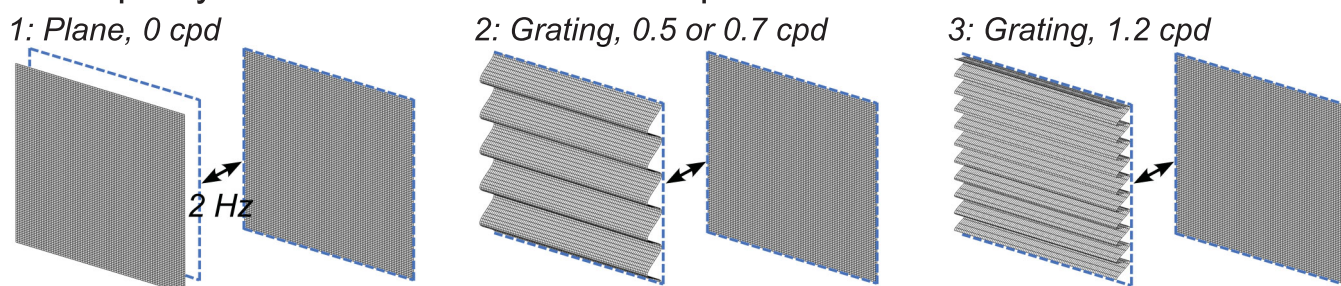 1: Plane, 0 cpd
2: Grating, 0.5 or 0.7 cpd
3: Grating, 1.2 cpd
2 Hz